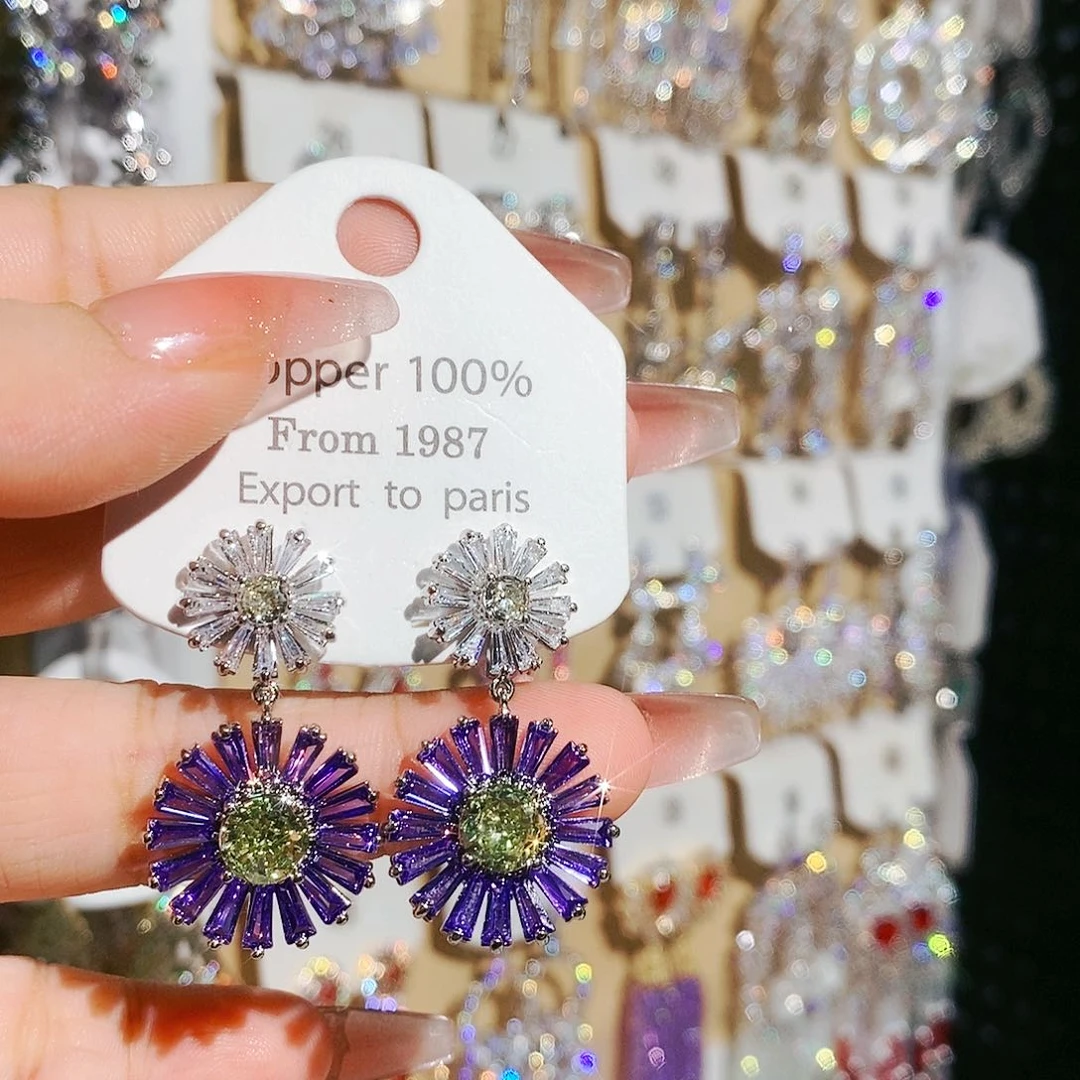 opper 100%
From 1987
Export to paris